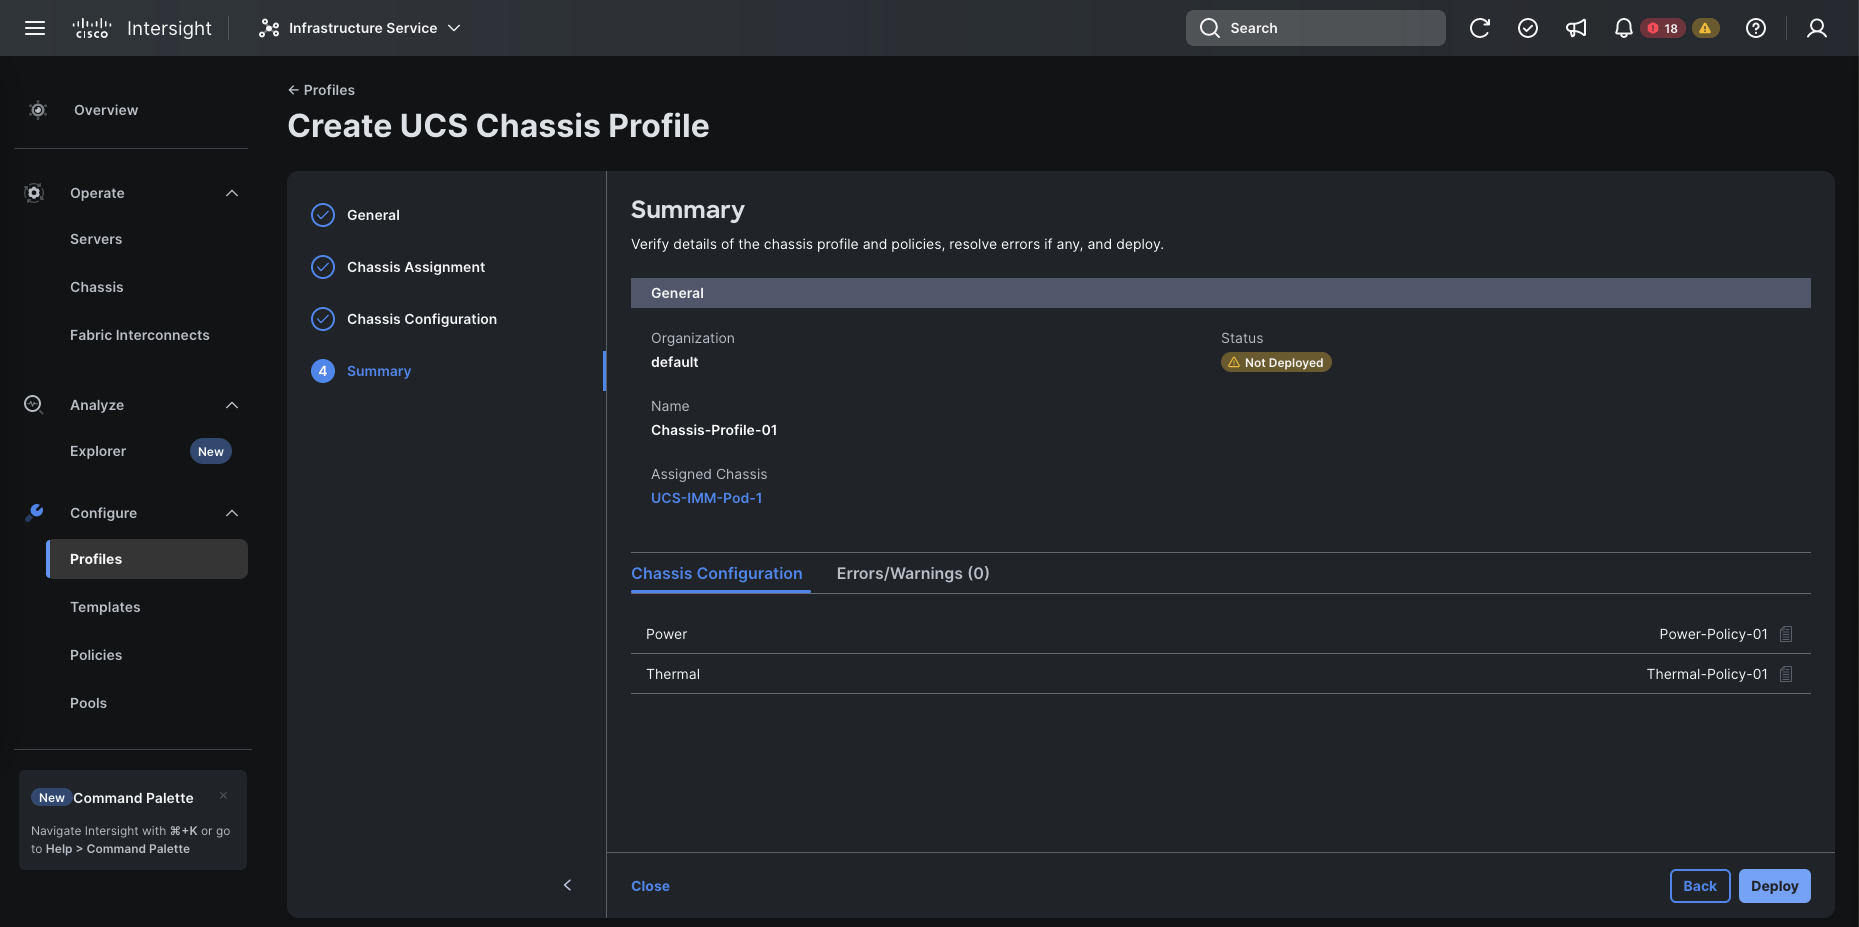 cisco Intersight
Infrastructure Service
Search
18
Overview
Operate
Servers
Chassis
Fabric Interconnects
Analyze
Explorer New
Configure
Profiles
Templates
Policies
Pools
New Command Palette
Navigate Intersight with ⌘+K or go
to Help > Command Palette
← Profiles
Create UCS Chassis Profile
General
Chassis Assignment
Chassis Configuration
4 Summary
Summary
Verify details of the chassis profile and policies, resolve errors if any, and deploy.
General
Organization
default
Status
Not Deployed
Name
Chassis-Profile-01
Assigned Chassis
UCS-IMM-Pod-1
Chassis Configuration Errors/Warnings (0)
Power Power-Policy-01
Thermal Thermal-Policy-01
Close Back Deploy